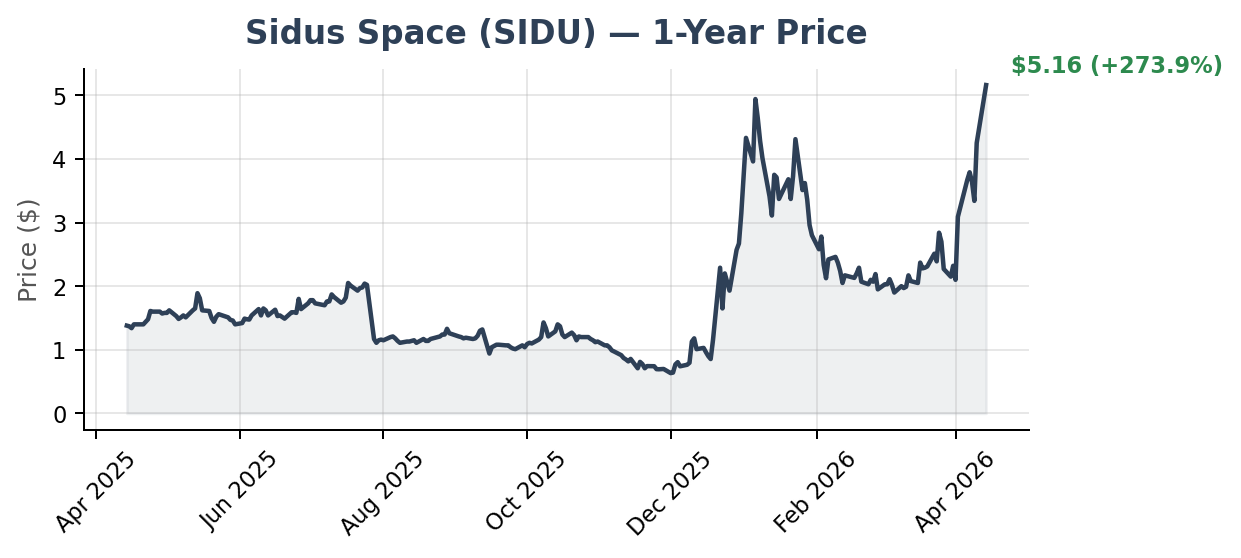 Sidus Space (SIDU) — 1-Year Price
$5.16 (+273.9%)
Price ($)
5
4
3
2
1
0
Apr 2025
Jun 2025
Aug 2025
Oct 2025
Dec 2025
Feb 2026
Apr 2026